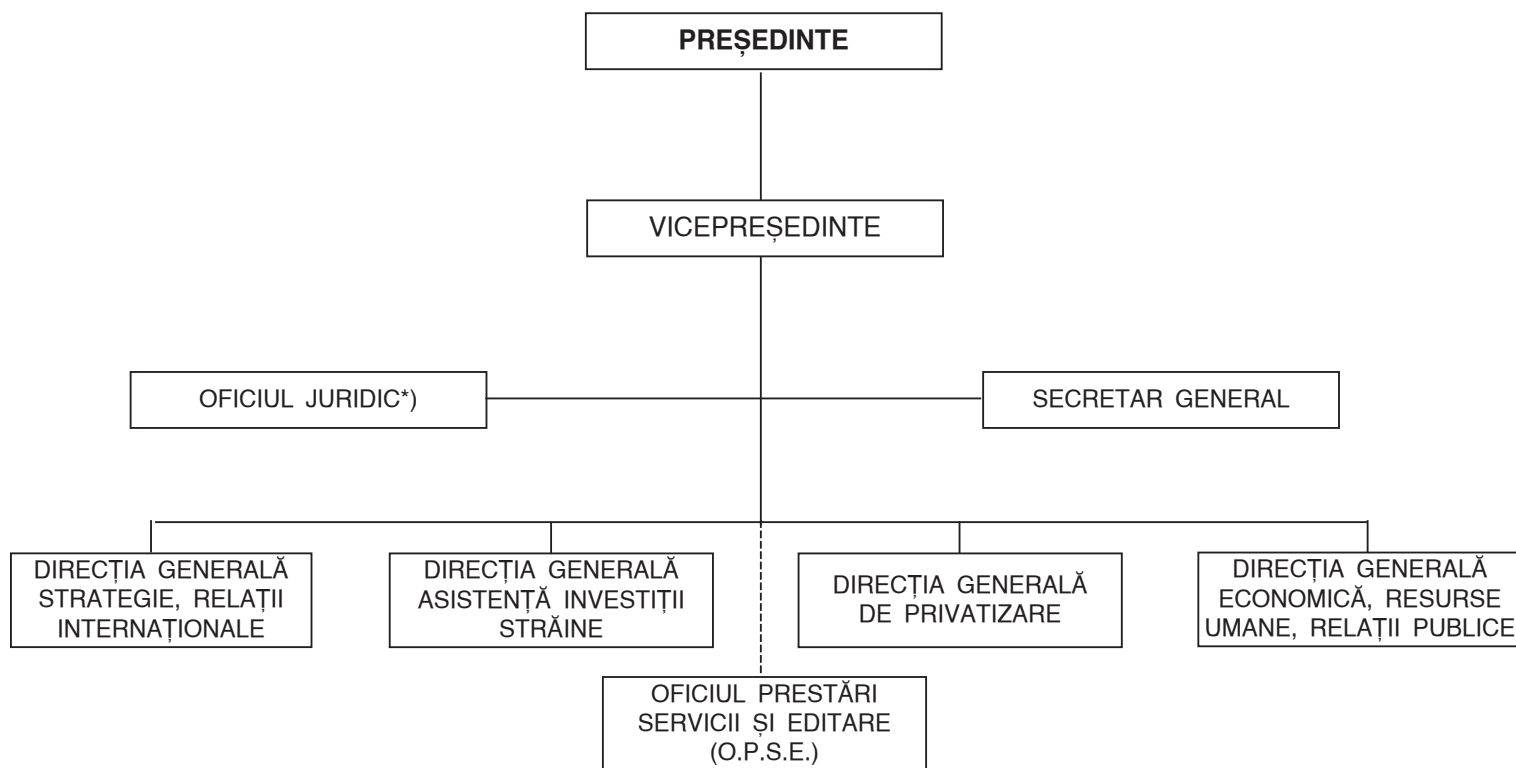 PREȘEDINTE
VICEPREȘEDINTE
OFICIUL JURIDIC*)
SECRETAR GENERAL
DIRECȚIA GENERALĂ
STRATEGIE, RELAȚII
INTERNAȚIONALE
DIRECȚIA GENERALĂ
ASISTENȚĂ INVESTIȚII
STRĂINE
DIRECȚIA GENERALĂ
DE PRIVATIZARE
DIRECȚIA GENERALĂ
ECONOMICĂ, RESURSE
UMANE, RELAȚII PUBLICE
OFICIUL PRESTĂRI
SERVICII ȘI EDITARE
(O.P.S.E.)